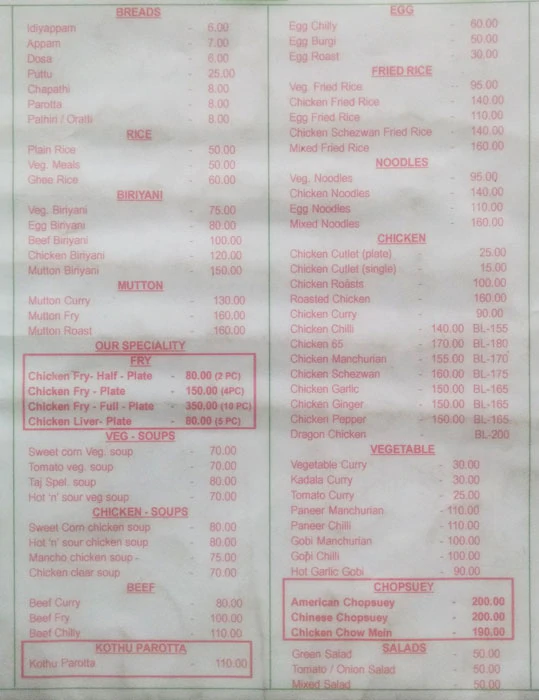 BREADS
Idiyappam - 6.00
Appam - 7.00
Dosa - 6.00
Puttu - 25.00
Chapathi - 8.00
Parotta - 8.00
Pathiri / Oratti - 8.00
RICE
Plain Rice - 50.00
Veg. Meals - 50.00
Ghee Rice - 60.00
BIRIYANI
Veg. Biriyani - 75.00
Egg Biriyani - 80.00
Beef Biriyani - 100.00
Chicken Biriyani - 120.00
Mutton Biriyani - 150.00
MUTTON
Mutton Curry - 130.00
Mutton Fry - 160.00
Mutton Roast - 160.00
OUR SPECIALITY
FRY
Chicken Fry- Half - Plate - 80.00 (2 PC)
Chicken Fry - Plate - 150.00 (4PC)
Chicken Fry - Full - Plate - 350.00 (10 PC)
Chicken Liver- Plate - 80.00 (5 PC)
VEG - SOUPS
Sweet corn Veg. soup - 70.00
Tomato veg. soup - 70.00
Taj Spel. soup - 80.00
Hot 'n' sour veg soup - 70.00
CHICKEN - SOUPS
Sweet Corn chicken soup - 80.00
Hot 'n' sour chicken soup - 80.00
Mancho chicken soup - 75.00
Chicken clear soup - 70.00
BEEF
Beef Curry - 80.00
Beef Fry - 100.00
Beef Chilly - 110.00
KOTHU PAROTTA
Kothu Parotta - 110.00
EGG
Egg Chilly - 60.00
Egg Burgi - 50.00
Egg Roast - 30.00
FRIED RICE
Veg. Fried Rice - 95.00
Chicken Fried Rice - 140.00
Egg Fried Rice - 110.00
Chicken Schezwan Fried Rice - 140.00
Mixed Fried Rice - 160.00
NOODLES
Veg. Noodles - 95.00
Chicken Noodles - 140.00
Egg Noodles - 110.00
Mixed Noodles - 160.00
CHICKEN
Chicken Cutlet (plate) 25.00
Chicken Cutlet (single) 15.00
Chicken Roasts 100.00
Roasted Chicken - 160.00
Chicken Curry - 90.00
Chicken Chilli - 140.00 BL-155
Chicken 65 - 170.00 BL-180
Chicken Manchurian - 155.00 BL-170
Chicken Schezwan - 160.00 BL-175
Chicken Garlic - 150.00 BL-165
Chicken Ginger - 150.00 BL-165
Chicken Pepper - 150.00 BL-165
Dragon Chicken - BL-200
VEGETABLE
Vegetable Curry - 30.00
Kadala Curry - 30.00
Tomato Curry - 25.00
Paneer Manchurian - 110.00
Paneer Chilli - 110.00
Gobi Manchurian - 100.00
Gobi Chilli - 100.00
Hot Garlic Gobi - 90.00
CHOPSUEY
American Chopsuey - 200.00
Chinese Chopsuey - 200.00
Chicken Chow Mein - 190.00
SALADS
Green Salad - 50.00
Tomato / Onion Salad - 50.00
Mixed Salad - 50.00